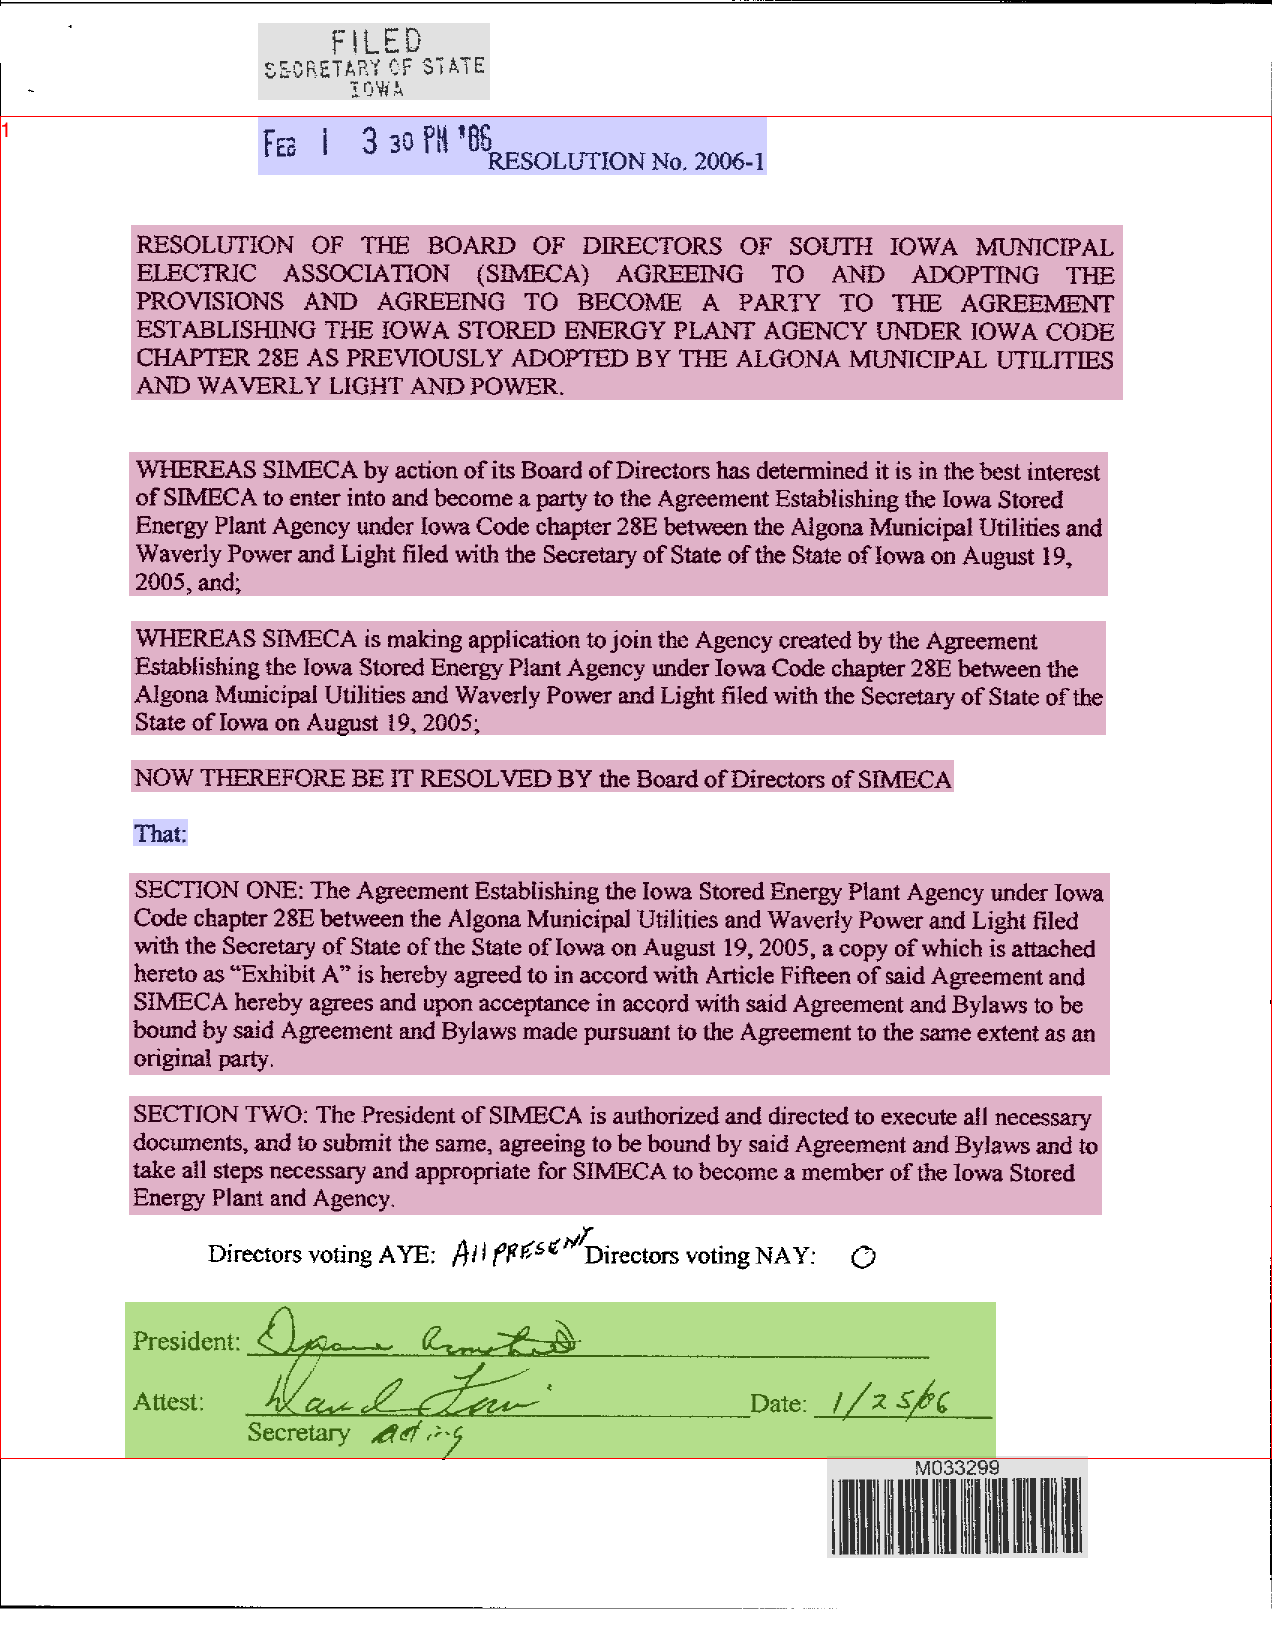 FILED
SECRETARY OF STATE
IOWA
1
FEB 1 3 30 PM '06
RESOLUTION No. 2006-1
RESOLUTION OF THE BOARD OF DIRECTORS OF SOUTH IOWA MUNICIPAL
ELECTRIC ASSOCIATION (SIMECA) AGREEING TO AND ADOPTING THE
PROVISIONS AND AGREEING TO BECOME A PARTY TO THE AGREEMENT
ESTABLISHING THE IOWA STORED ENERGY PLANT AGENCY UNDER IOWA CODE
CHAPTER 28E AS PREVIOUSLY ADOPTED BY THE ALGONA MUNICIPAL UTILITIES
AND WAVERLY LIGHT AND POWER.
WHEREAS SIMECA by action of its Board of Directors has determined it is in the best interest
of SIMECA to enter into and become a party to the Agreement Establishing the Iowa Stored
Energy Plant Agency under Iowa Code chapter 28E between the Algona Municipal Utilities and
Waverly Power and Light filed with the Secretary of State of the State of Iowa on August 19,
2005, and;
WHEREAS SIMECA is making application to join the Agency created by the Agreement
Establishing the Iowa Stored Energy Plant Agency under Iowa Code chapter 28E between the
Algona Municipal Utilities and Waverly Power and Light filed with the Secretary of State of the
State of Iowa on August 19, 2005;
NOW THEREFORE BE IT RESOLVED BY the Board of Directors of SIMECA
That:
SECTION ONE: The Agreement Establishing the Iowa Stored Energy Plant Agency under Iowa
Code chapter 28E between the Algona Municipal Utilities and Waverly Power and Light filed
with the Secretary of State of the State of Iowa on August 19, 2005, a copy of which is attached
hereto as “Exhibit A” is hereby agreed to in accord with Article Fifteen of said Agreement and
SIMECA hereby agrees and upon acceptance in accord with said Agreement and Bylaws to be
bound by said Agreement and Bylaws made pursuant to the Agreement to the same extent as an
original party.
SECTION TWO: The President of SIMECA is authorized and directed to execute all necessary
documents, and to submit the same, agreeing to be bound by said Agreement and Bylaws and to
take all steps necessary and appropriate for SIMECA to become a member of the Iowa Stored
Energy Plant and Agency.
Directors voting AYE: All PRESENT Directors voting NAY: 0
President:
Attest: Date: 1/25/06
Secretary Acting
M033299